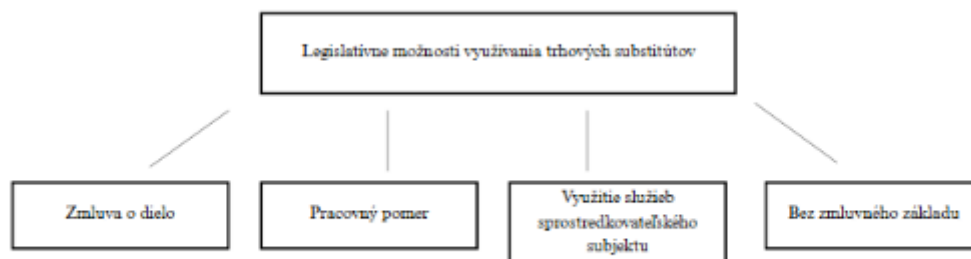 Legislatívne možnosti využívania trhových substitútov
Zmluva o dielo
Pracovný pomer
Využitie služieb
sprostredkovateľského
subjektu
Bez zmluvného základu